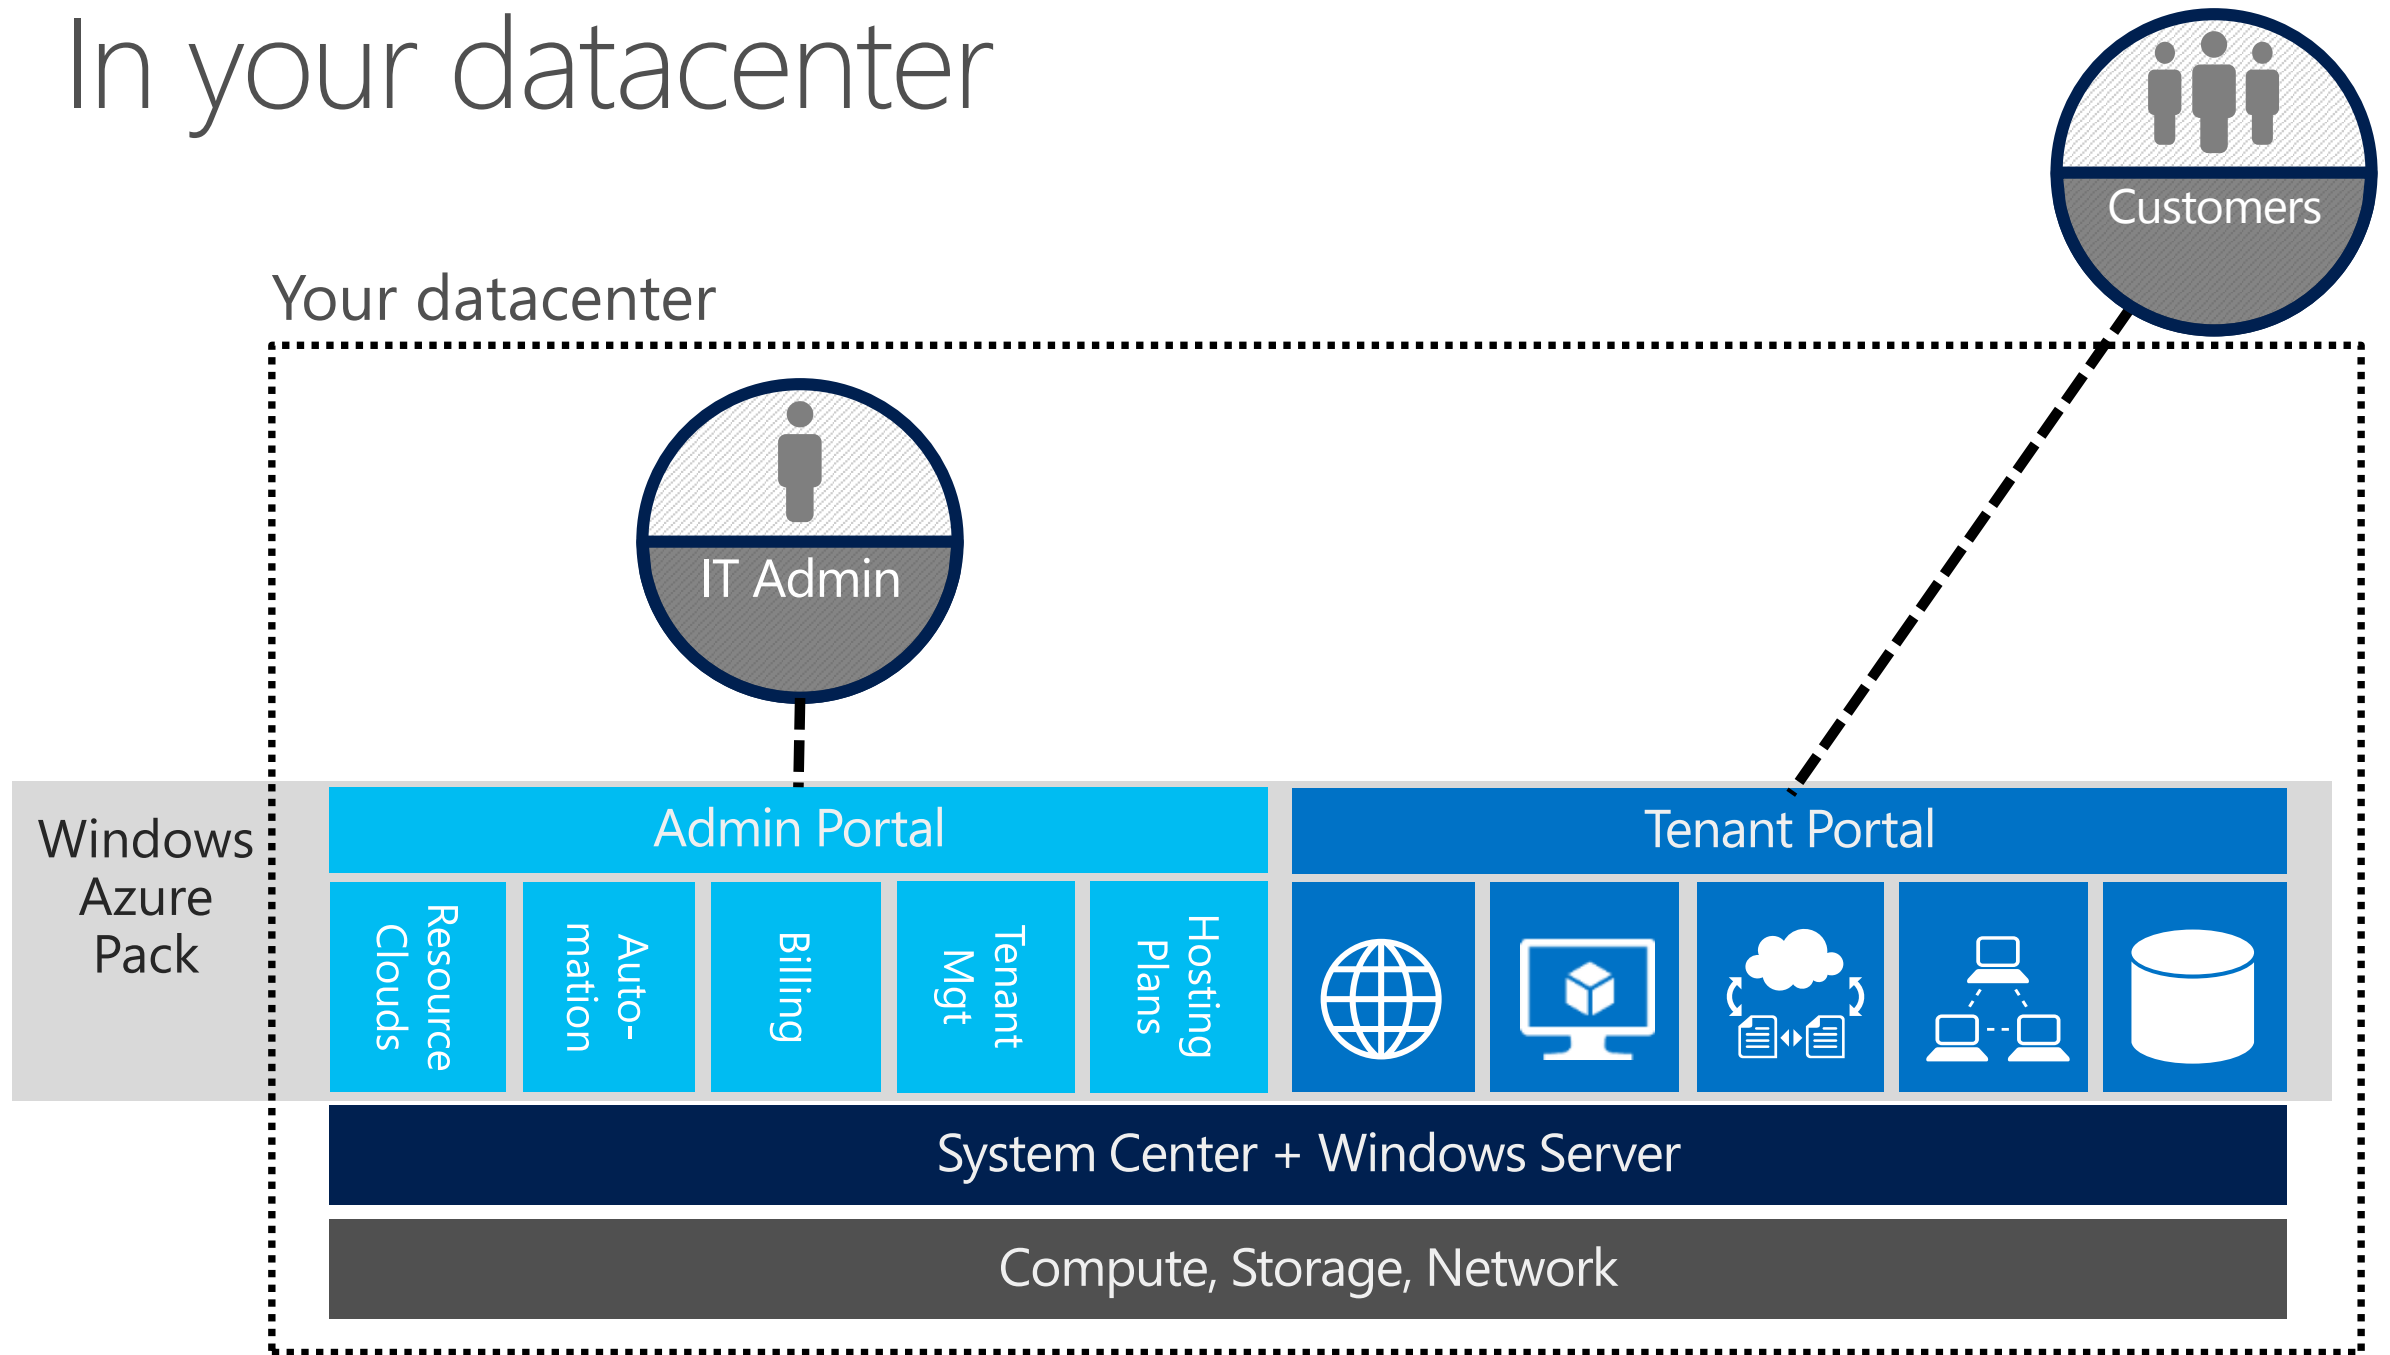 In your datacenter
Customers
Your datacenter
IT Admin
Windows
Azure
Pack
Admin Portal
Tenant Portal
Resource
Clouds
Auto-
mation
Billing
Tenant
Mgt
Hosting
Plans
System Center + Windows Server
Compute, Storage, Network